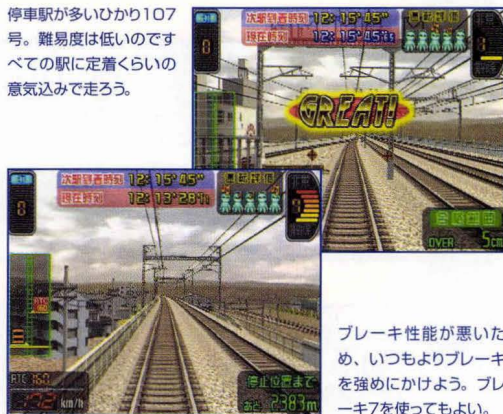 停車駅が多いひかり107
号。難易度は低いのです
べての駅に定着くらいの
意気込みで走ろう。
次駅到着時刻 12:15'45"
現在時刻 12:15'45"
GREAT!
OVER 5cm
次駅到着時刻 12:15'45"
現在時刻 12:13'28"
ATC 160
km/h
停止位置まで
あと 2383m
ブレーキ性能が悪いた
め、いつもよりブレーキ
を強めにかけよう。ブレ
ーキ7を使ってもよい。